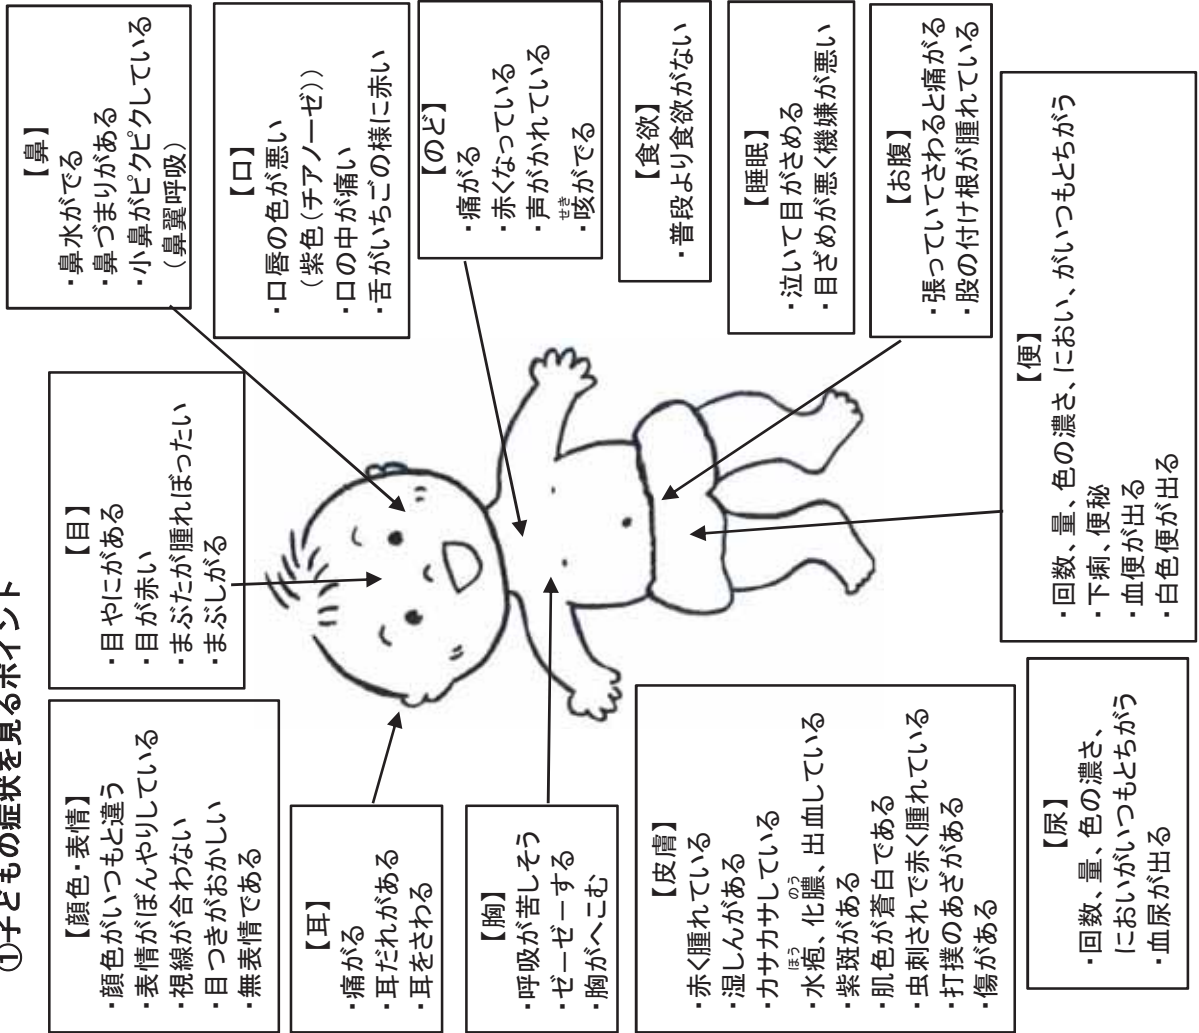 ①子どもの症状を見るポイント
【顔色・表情】
・顔色がいつもと違う
・表情がぼんやりしている
・視線が合わない
・目つきがおかしい
・無表情である
【目】
・目やにがある
・目が赤い
・まぶたが腫れぼったい
・まぶしがる
【鼻】
・鼻水がでる
・鼻づまりがある
・小鼻がピクピクしている
（鼻翼呼吸）
【耳】
・痛がる
・耳だれがある
・耳をさわる
【口】
・口唇の色が悪い
（紫色（チアノーゼ））
・口の中が痛い
・舌がいちごの様に赤い
【胸】
・呼吸が苦しそう
・ゼーゼーする
・胸がへこむ
【のど】
・痛がる
・赤くなっている
・声がかれている
せき
・咳がでる
【皮膚】
・赤く腫れている
・湿しんがある
・カサカサしている
ほう のう
・水疱、化膿、出血している
・紫斑がある
・肌色が蒼白である
・虫刺されで赤く腫れている
・打撲のあざがある
・傷がある
【食欲】
・普段より食欲がない
【睡眠】
・泣いて目がさめる
・目ざめが悪く機嫌が悪い
【お腹】
・張っていてさわると痛がる
・股の付け根が腫れている
【尿】
・回数、量、色の濃さ、
においがいつもとちがう
・血尿が出る
【便】
・回数、量、色の濃さ、におい、がいつもとちがう
・下痢、便秘
・血便が出る
・白色便が出る